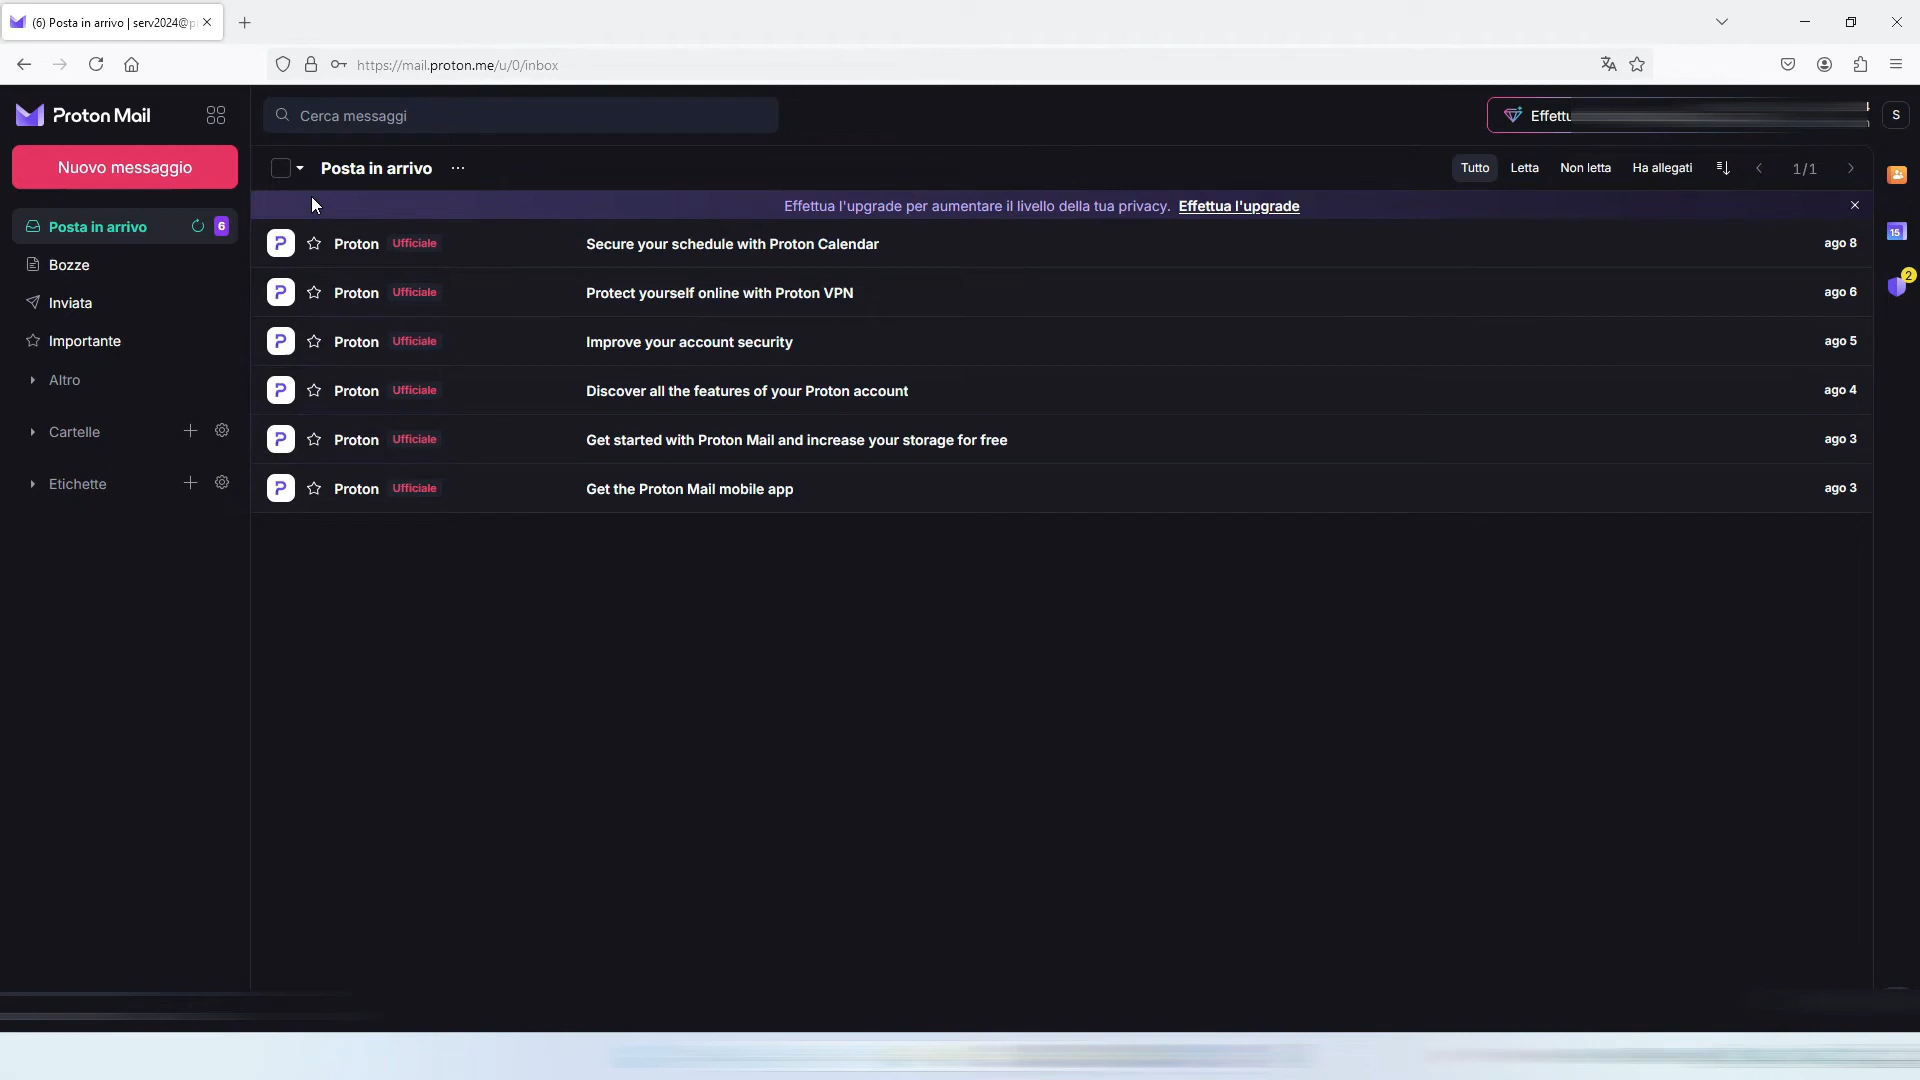 (6) Posta in arrivo | serv2024@p
https://mail.proton.me/u/0/inbox
Proton Mail
Cerca messaggi
Effettu
S
Nuovo messaggio
Posta in arrivo ...
Tutto Letta Non letta Ha allegati 1/1
Effettua l'upgrade per aumentare il livello della tua privacy. Effettua l'upgrade
Posta in arrivo 6
Bozze
Inviata
Importante
Altro
Cartelle
Etichette
Proton Ufficiale Secure your schedule with Proton Calendar ago 8
Proton Ufficiale Protect yourself online with Proton VPN ago 6
Proton Ufficiale Improve your account security ago 5
Proton Ufficiale Discover all the features of your Proton account ago 4
Proton Ufficiale Get started with Proton Mail and increase your storage for free ago 3
Proton Ufficiale Get the Proton Mail mobile app ago 3
15
2